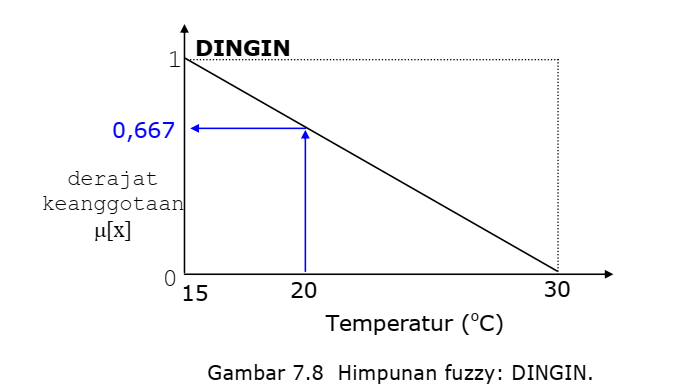 DINGIN
1
0,667
derajat
keanggotaan
μ[x]
0
15 20 30
Temperatur (°C)
Gambar 7.8 Himpunan fuzzy: DINGIN.